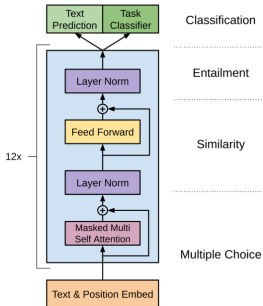 Text
Prediction
Task
Classifier
Classification
Layer Norm
Entailment
Feed Forward
12x
Similarity
Layer Norm
Masked Multi
Self Attention
Multiple Choice
Text & Position Embed